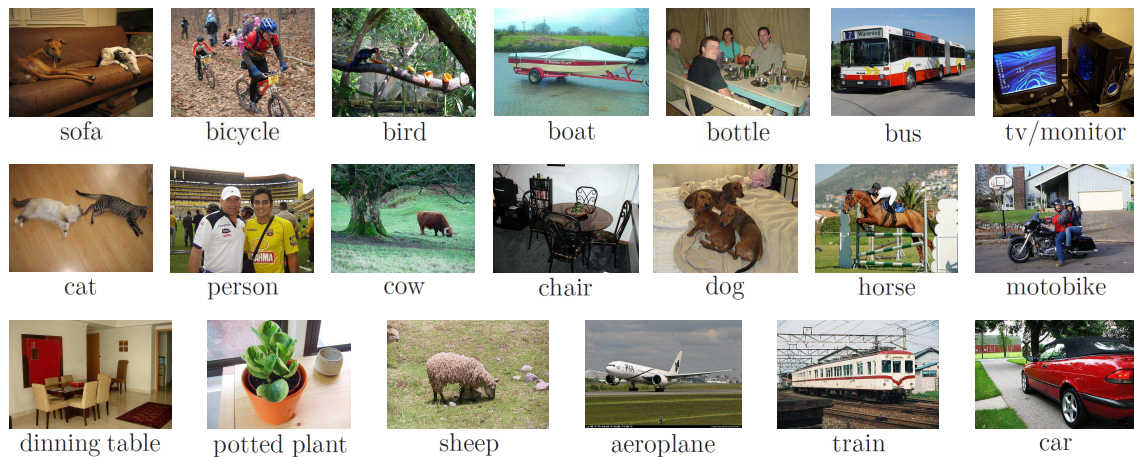 sofa
bicycle
bird
boat
bottle
bus
tv/monitor
cat
person
cow
chair
dog
horse
motobike
dinning table
potted plant
sheep
aeroplane
train
car